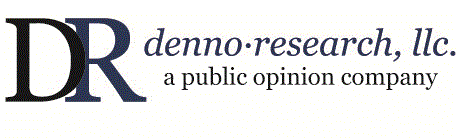 DR
denno·research, llc.
a public opinion company